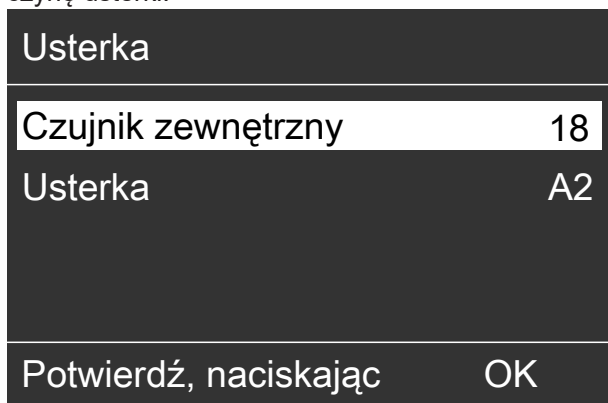 Usterka
Czujnik zewnętrzny 18
Usterka A2
Potwierdź, naciskając OK